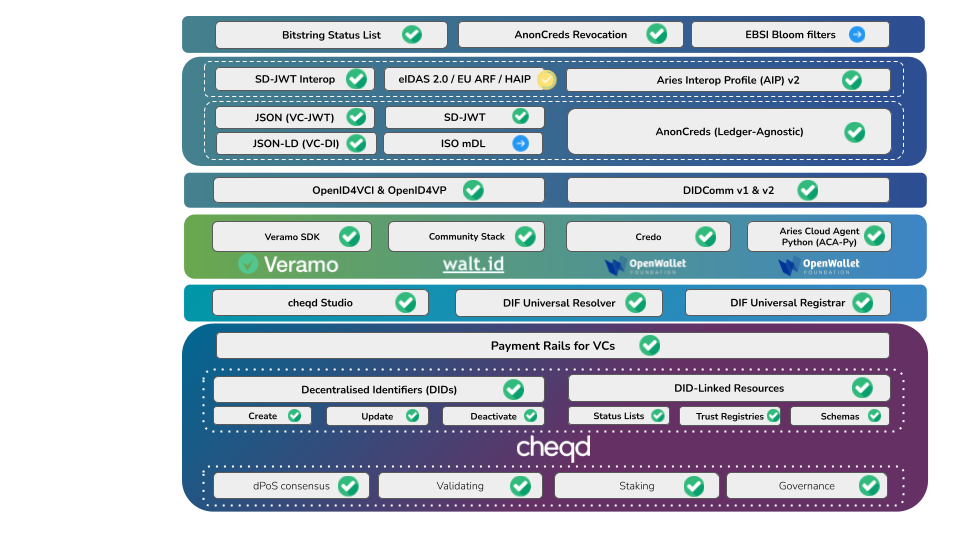 Bitstring Status List
AnonCreds Revocation
EBSI Bloom filters
SD-JWT Interop
eIDAS 2.0 / EU ARF / HAIP
Aries Interop Profile (AIP) v2
JSON (VC-JWT)
SD-JWT
AnonCreds (Ledger-Agnostic)
JSON-LD (VC-DI)
ISO mDL
OpenID4VCI & OpenID4VP
DIDComm v1 & v2
Veramo SDK
Community Stack
Credo
Aries Cloud Agent
Python (ACA-Py)
Veramo
walt.id
OpenWallet
FOUNDATION
OpenWallet
FOUNDATION
cheqd Studio
DIF Universal Resolver
DIF Universal Registrar
Payment Rails for VCs
Decentralised Identifiers (DIDs)
DID-Linked Resources
Create
Update
Deactivate
Status Lists
Trust Registries
Schemas
cheqd
dPoS consensus
Validating
Staking
Governance